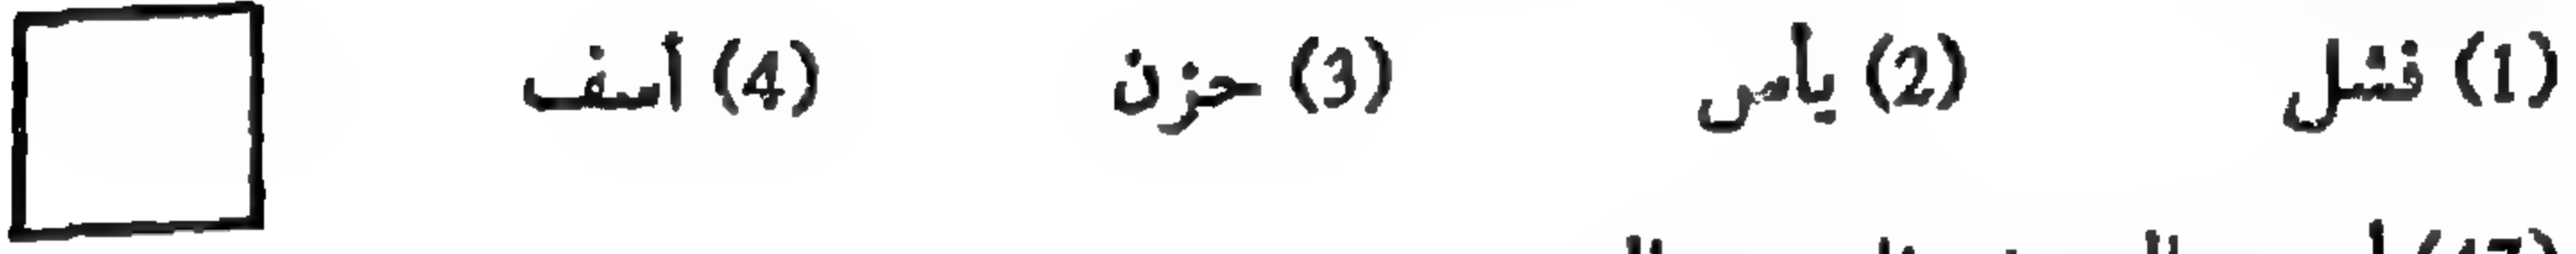 (1) فشل (2) يأس (3) حزن (4) أسف